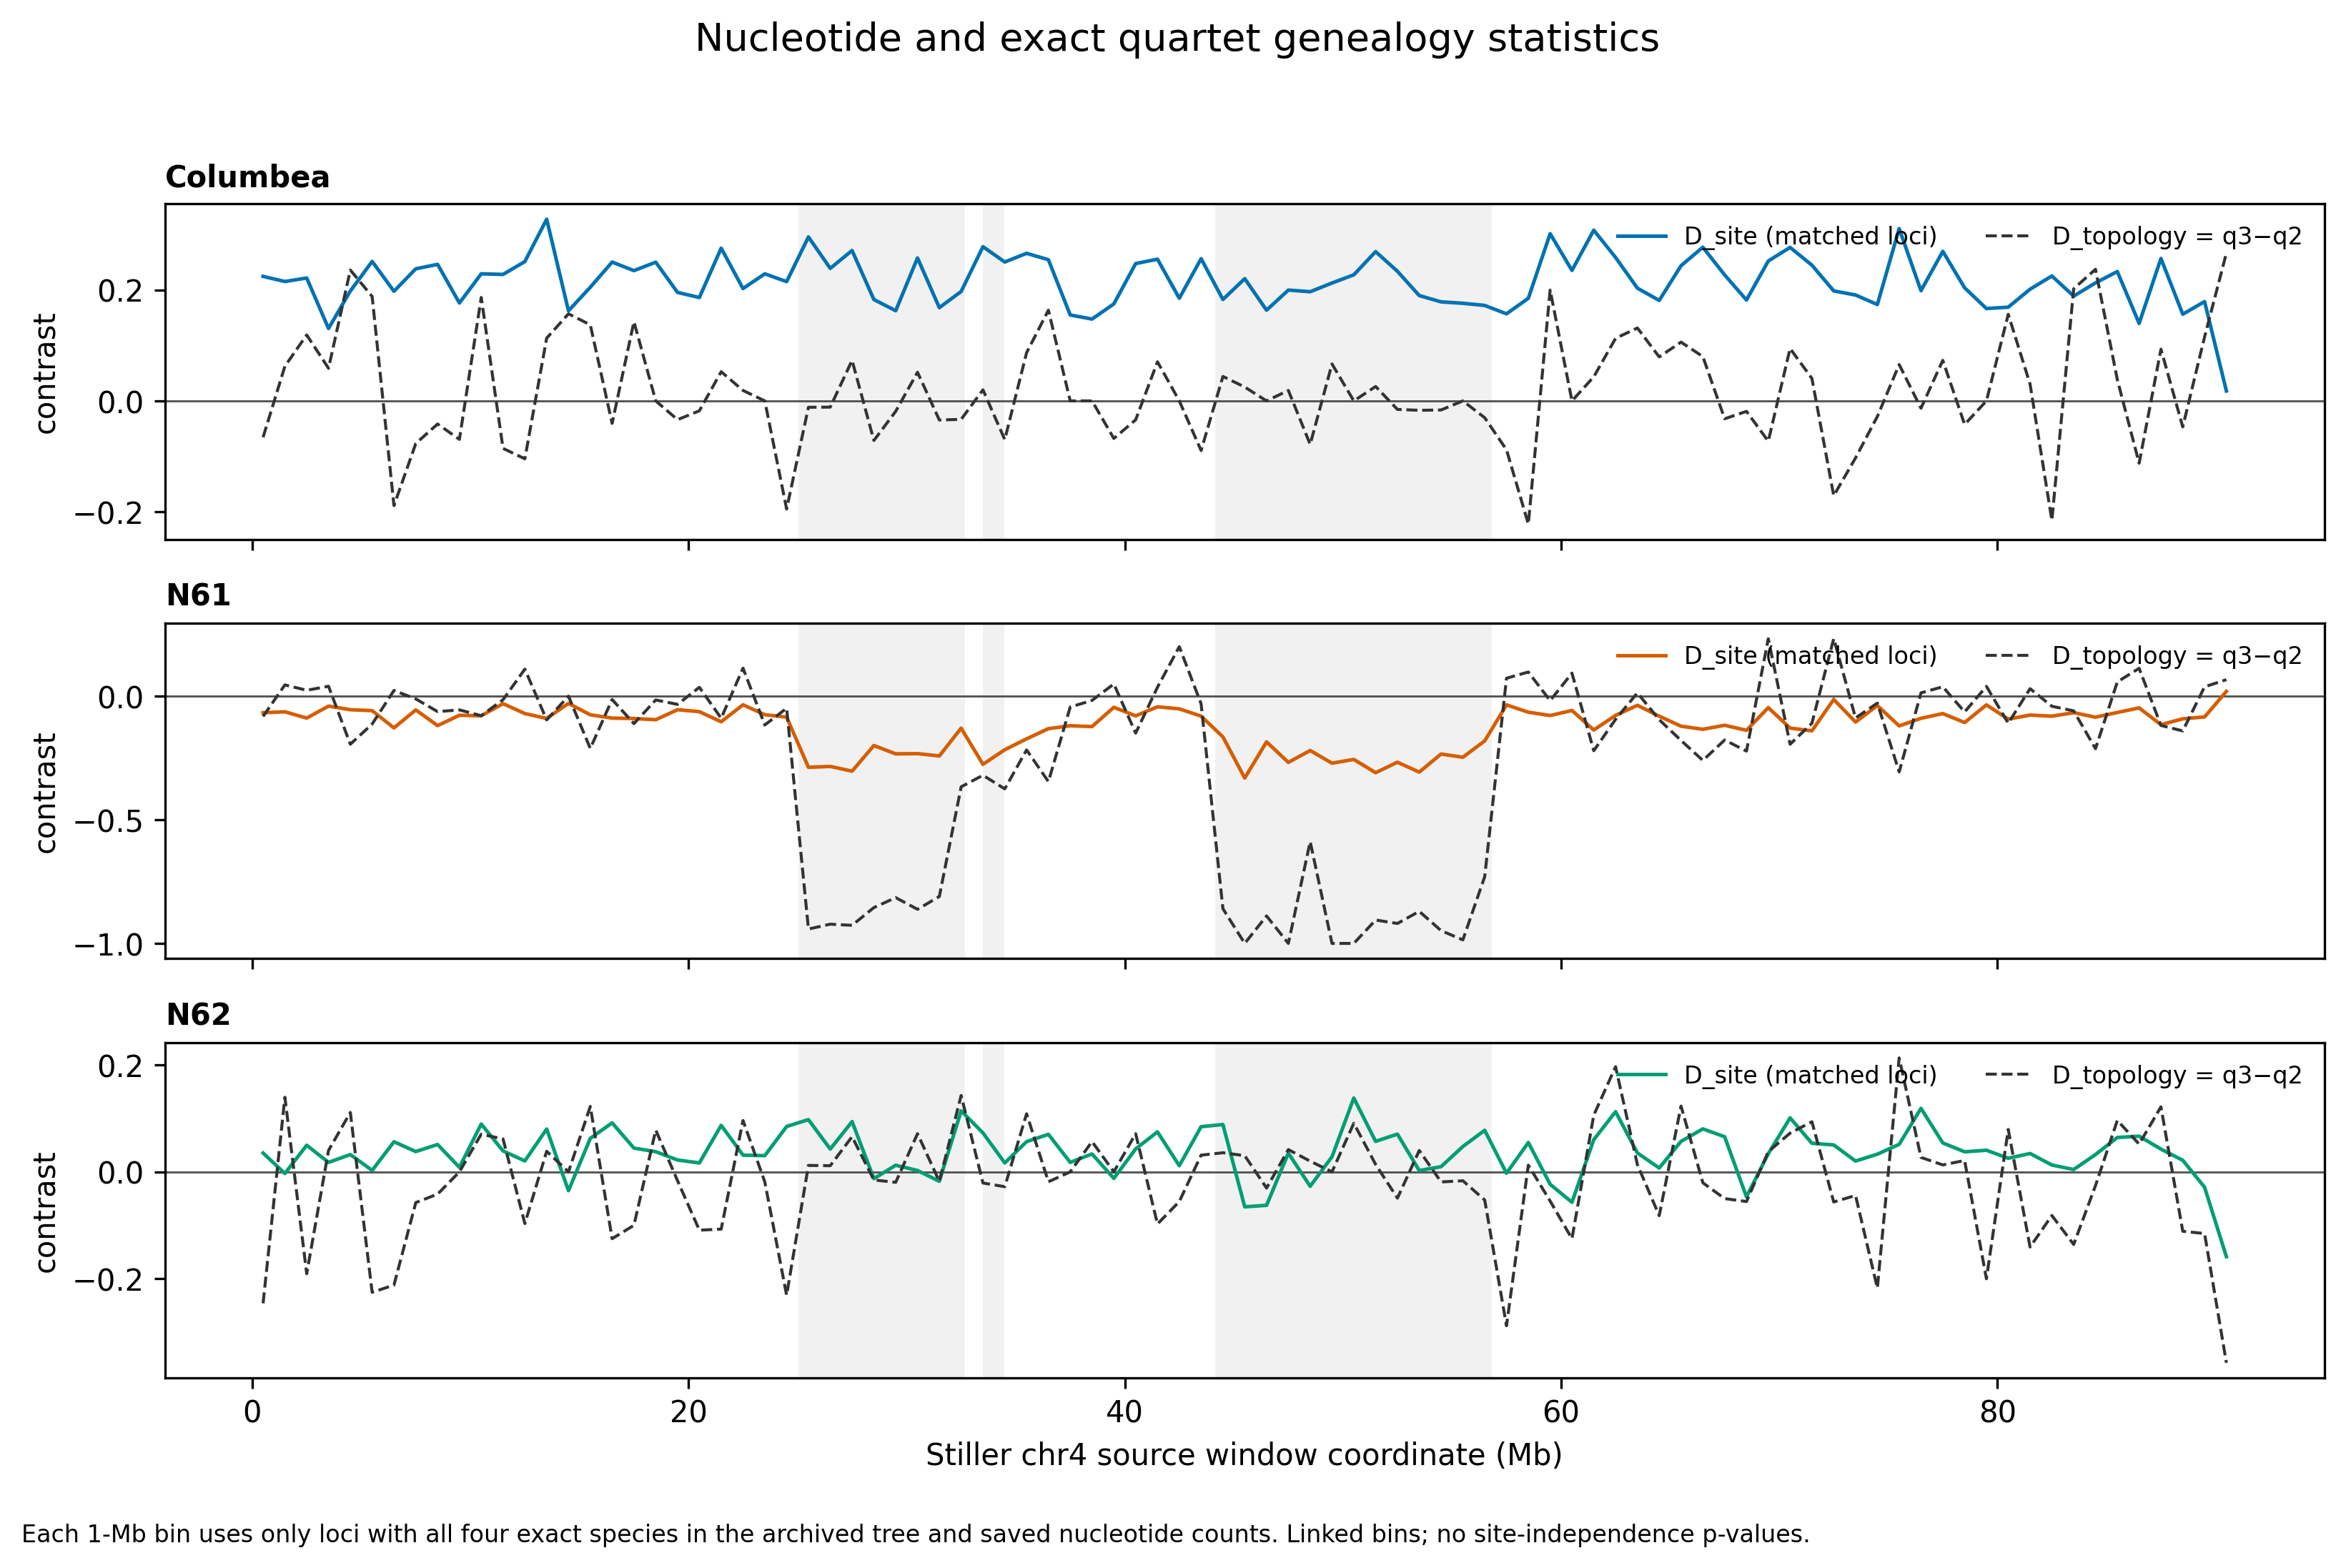 Nucleotide and exact quartet genealogy statistics
Columbea
D_site (matched loci)
D_topology = q3−q2
contrast
0.2
0.0
−0.2
N61
D_site (matched loci)
D_topology = q3−q2
contrast
0.0
−0.5
−1.0
N62
D_site (matched loci)
D_topology = q3−q2
contrast
0.2
0.0
−0.2
0 20 40 60 80
Stiller chr4 source window coordinate (Mb)
Each 1-Mb bin uses only loci with all four exact species in the archived tree and saved nucleotide counts. Linked bins; no site-independence p-values.